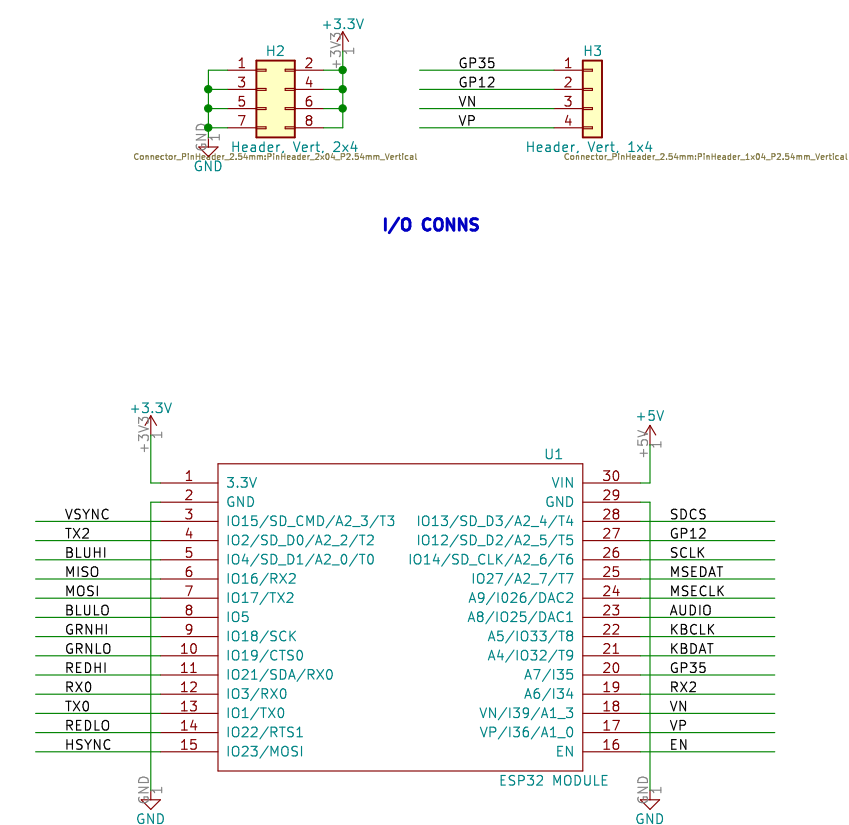 +3.3V
+3V3
1
H2
1 2
3 4
5 6
7 8
GND
1
GND
Header, Vert, 2x4
Connector_PinHeader_2.54mm:PinHeader_2x04_P2.54mm_Vertical
H3
GP35 1
GP12 2
VN 3
VP 4
Header, Vert, 1x4
Connector_PinHeader_2.54mm:PinHeader_1x04_P2.54mm_Vertical
I/O CONNS
+3.3V
+3V3
1
+5V
+5V
1
U1
1 3.3V VIN 30
2 GND GND 29
VSYNC 3 IO15/SD_CMD/A2_3/T3 IO13/SD_D3/A2_4/T4 28 SDCS
TX2 4 IO2/SD_D0/A2_2/T2 IO12/SD_D2/A2_5/T5 27 GP12
BLUHI 5 IO4/SD_D1/A2_0/T0 IO14/SD_CLK/A2_6/T6 26 SCLK
MISO 6 IO16/RX2 IO27/A2_7/T7 25 MSEDAT
MOSI 7 IO17/TX2 A9/IO26/DAC2 24 MSECLK
BLULO 8 IO5 A8/IO25/DAC1 23 AUDIO
GRNHI 9 IO18/SCK A5/IO33/T8 22 KBCLK
GRNLO 10 IO19/CTS0 A4/IO32/T9 21 KBDAT
REDHI 11 IO21/SDA/RX0 A7/I35 20 GP35
RX0 12 IO3/RX0 A6/I34 19 RX2
TX0 13 IO1/TX0 VN/I39/A1_3 18 VN
REDLO 14 IO22/RTS1 VP/I36/A1_0 17 VP
HSYNC 15 IO23/MOSI EN 16 EN
ESP32 MODULE
GND
1
GND
GND
1
GND